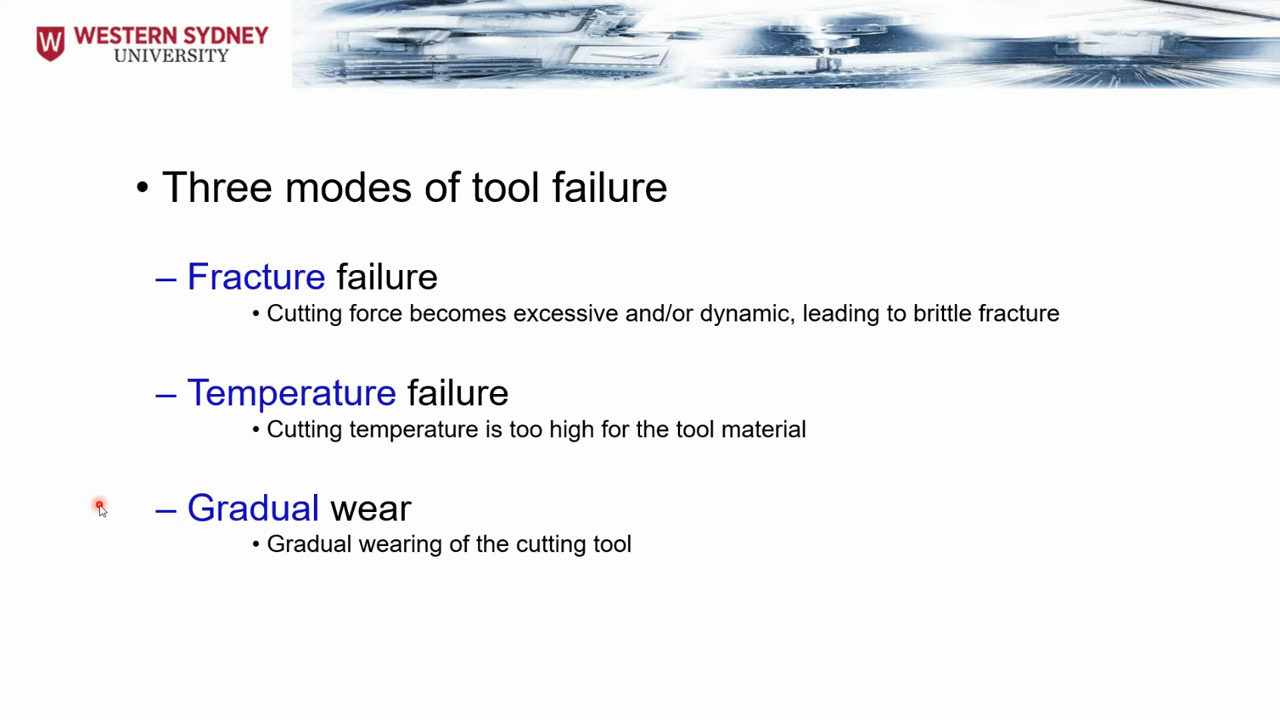 WESTERN SYDNEY
UNIVERSITY
• Three modes of tool failure
– Fracture failure
• Cutting force becomes excessive and/or dynamic, leading to brittle fracture
– Temperature failure
• Cutting temperature is too high for the tool material
– Gradual wear
• Gradual wearing of the cutting tool